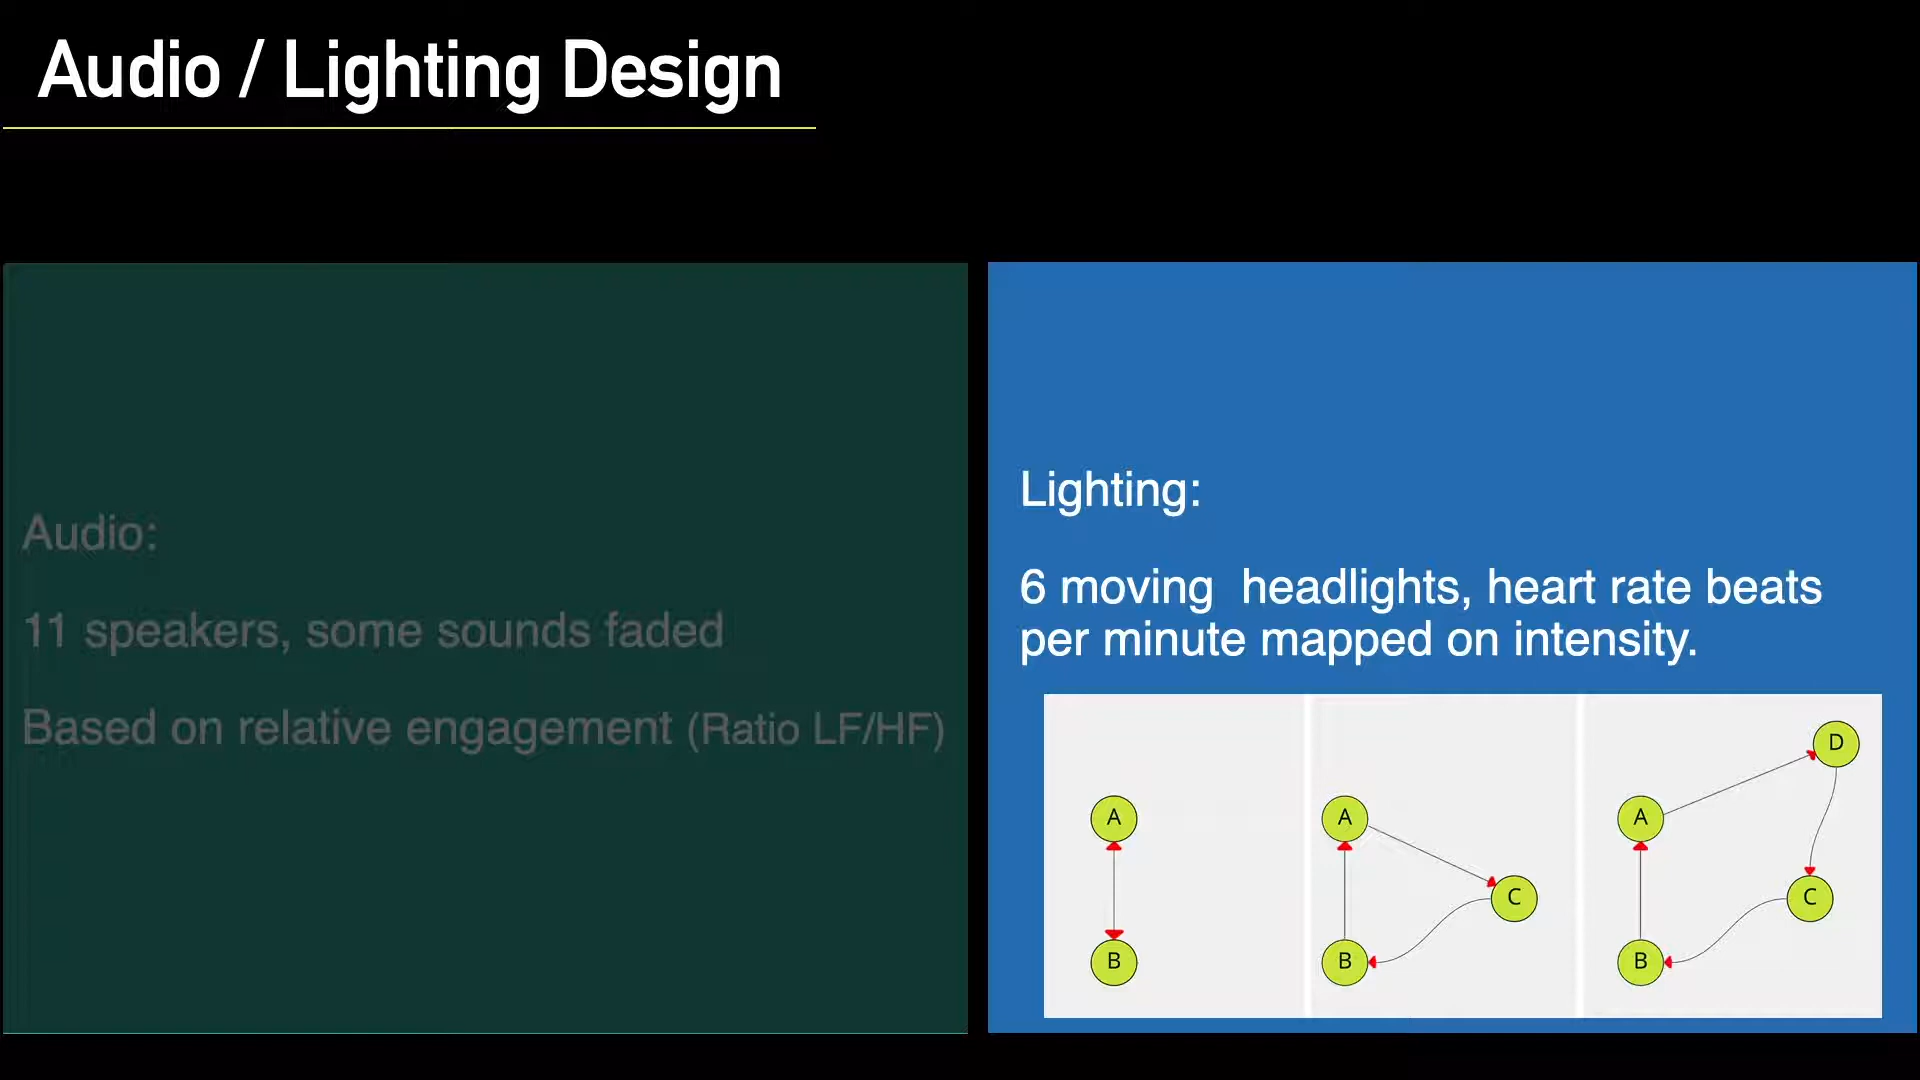 Audio / Lighting Design
Audio:
11 speakers, some sounds faded
Based on relative engagement (Ratio LF/HF)
Lighting:
6 moving  headlights, heart rate beats
per minute mapped on intensity.
A
B
A
C
B
D
A
C
B